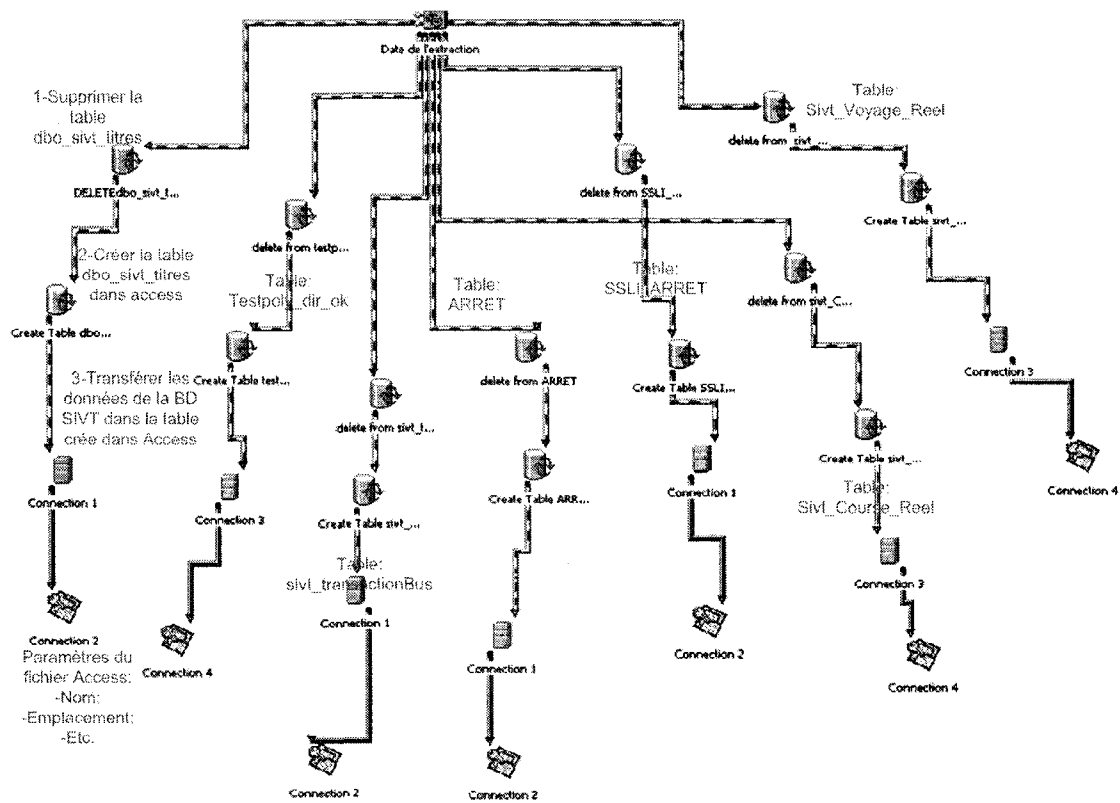 Date de l'extraction
1-Supprimer la
table
dbo_sivt_titres
DELETEdbo_sivt_t...
2-Créer la table
dbo_sivt_titres
dans access
Create Table dbo...
3-Transférer les
données de la BD
SIVT dans la table
crée dans Access
Connection 1
Connection 2
Paramètres du
fichier Access:
-Nom:
-Emplacement:
-Etc.
delete from testp...
Table:
Testpoly_dir_ok
Create Table test...
Connection 3
Connection 4
delete from sivt_t...
Create Table sivt_...
Table:
sivt_transactionBus
Connection 1
Connection 2
Table:
ARRET
delete from ARRET
Create Table ARR...
Connection 1
Connection 2
delete from SSLI_...
Table:
SSLI_ARRET
Create Table SSLI...
Connection 1
Connection 2
delete from sivt_C...
Create Table sivt_...
Table:
Sivt_Course_Reel
Connection 3
Connection 4
Table:
Sivt_Voyage_Reel
delete from sivt_...
Create Table sivt_...
Connection 3
Connection 4